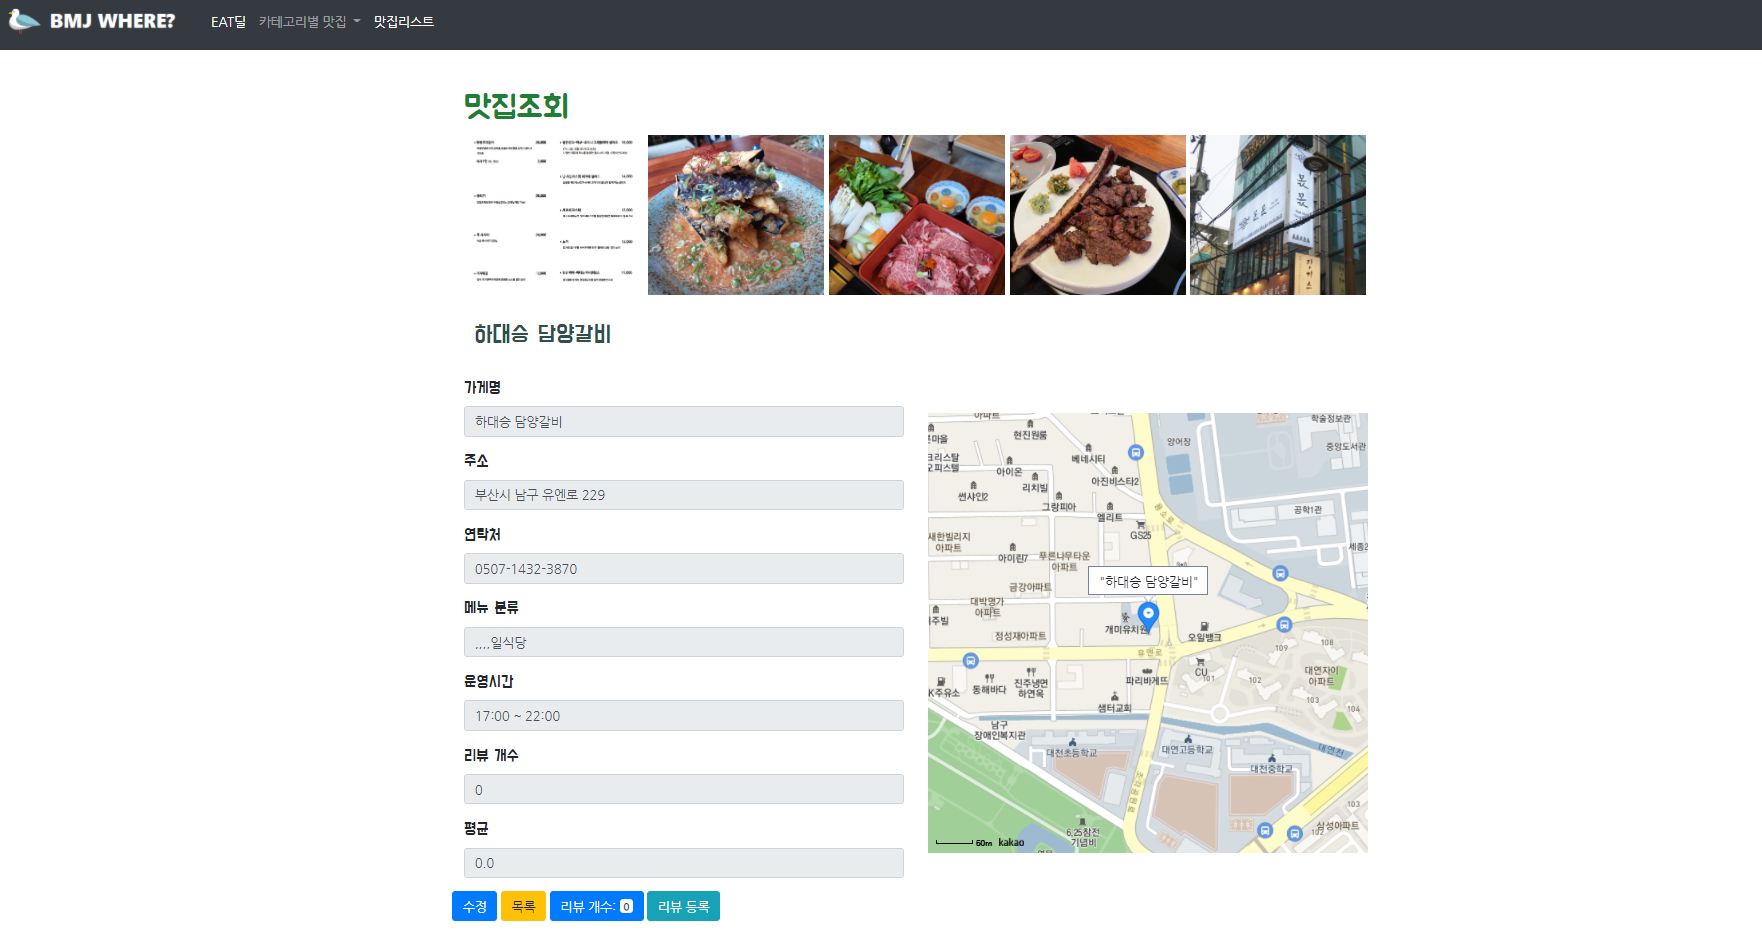 BMJ WHERE?
EAT딜
카테고리별 맛집
맛집리스트
맛집조회
하대승 담양갈비
가게명
하대승 담양갈비
주소
부산시 남구 유엔로 229
연락처
0507-1432-3870
메뉴 분류
,,,,일식당
운영시간
17:00 ~ 22:00
리뷰 개수
0
평균
0.0
수정
목록
리뷰 개수: 0
리뷰 등록
아파트
학술정보관
현진원룸
양어장
중앙도서관
베네시티
아이온
리치빌
아진비스타2
썬샤인2
그랑피아
엘리트
공학1관
GS25
용소로
새한빌리지
아파트
아이린7
푸른나무타운
아파트
금강아파트
"하대승 담양갈비"
대박명가
아파트
개미유치원
정성재아파트
오일뱅크
유엔로
CU
파리바게뜨
대연자이
아파트
108
109
101
102
103
104
K주유소
동해바다
진주냉면
하연옥
샘터교회
남구
장애인복지관
대천초등학교
대연고등학교
대천중학교
대연천
조각공원로
103
102
삼성아파트
6.25참전
기념비
60m
kakao